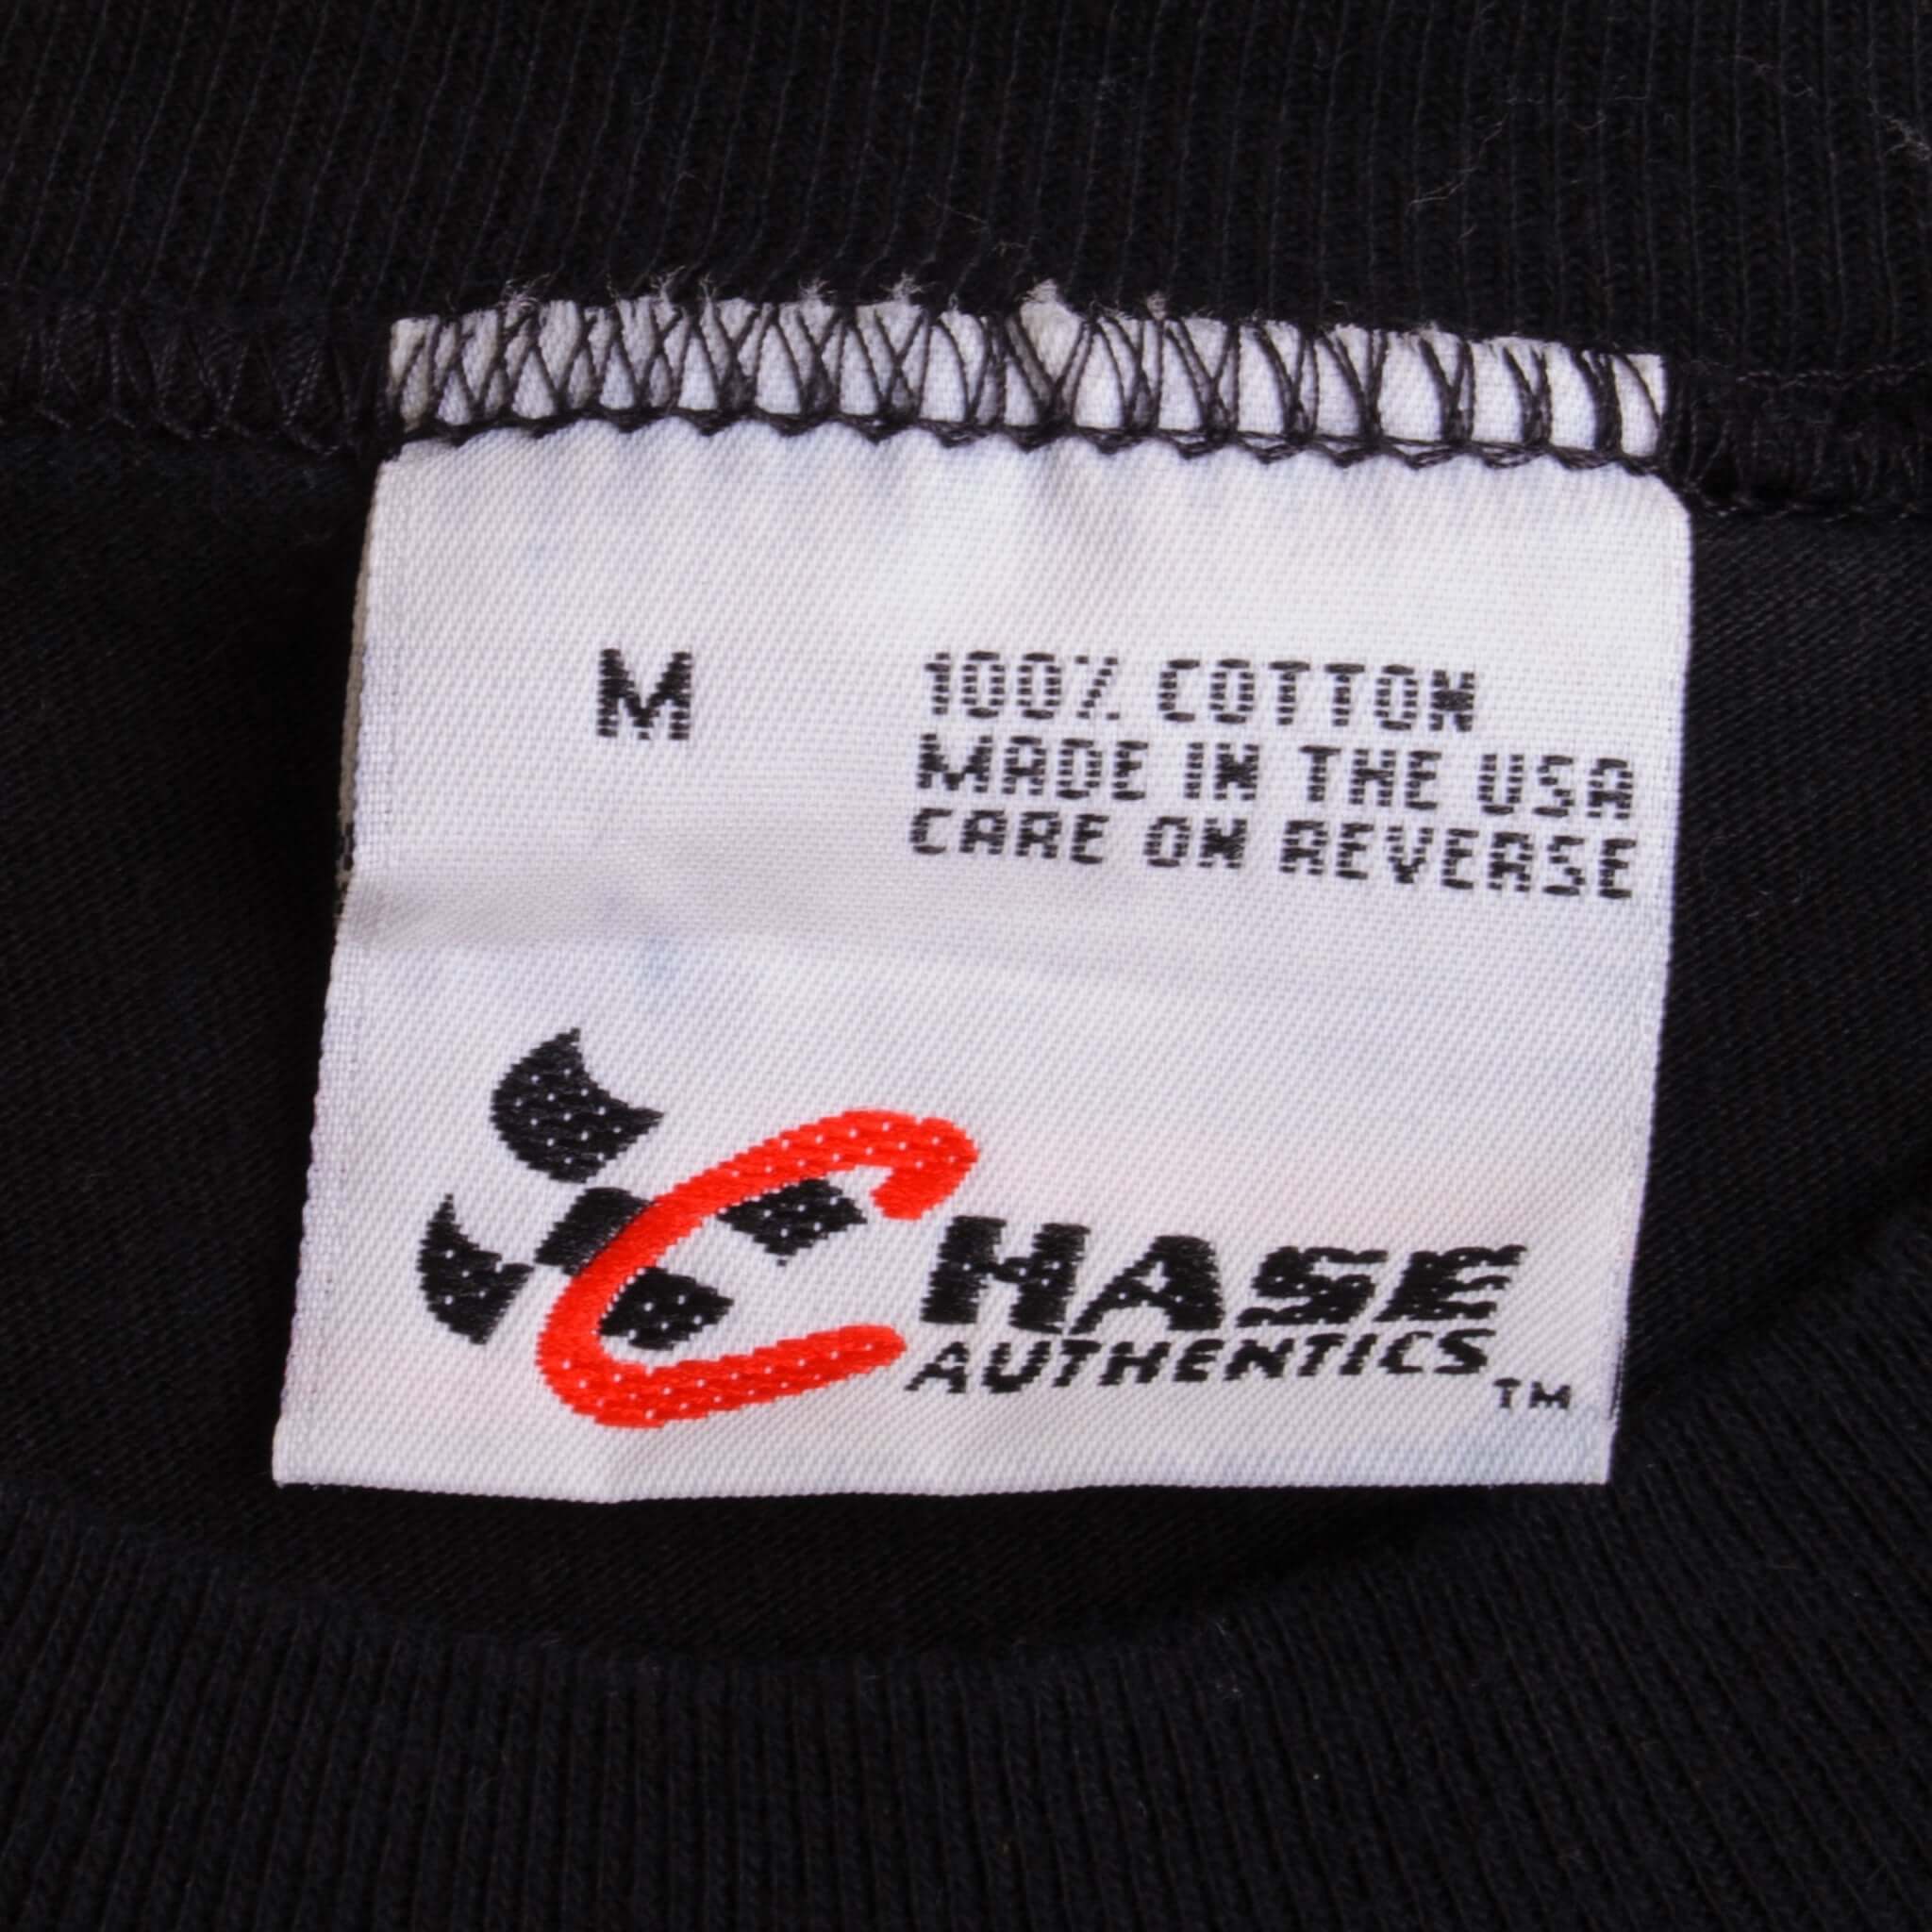 M
100% COTTON
MADE IN THE USA
CARE ON REVERSE
CHASE
AUTHENTICS
TM